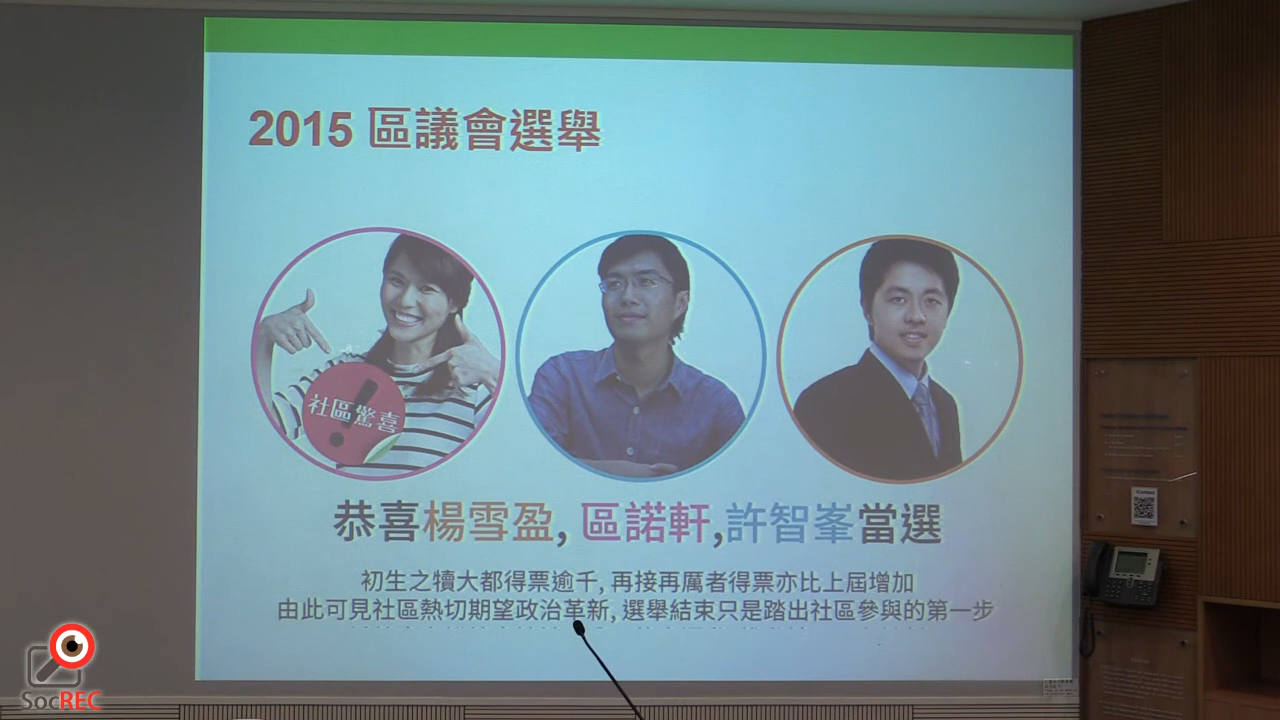 2015 區議會選舉
社區驚喜
恭喜楊雪盈, 區諾軒,許智峯當選
初生之犢大都得票逾千, 再接再厲者得票亦比上屆增加
由此可見社區熱切期望政治革新, 選舉結束只是踏出社區參與的第一步
SocREC